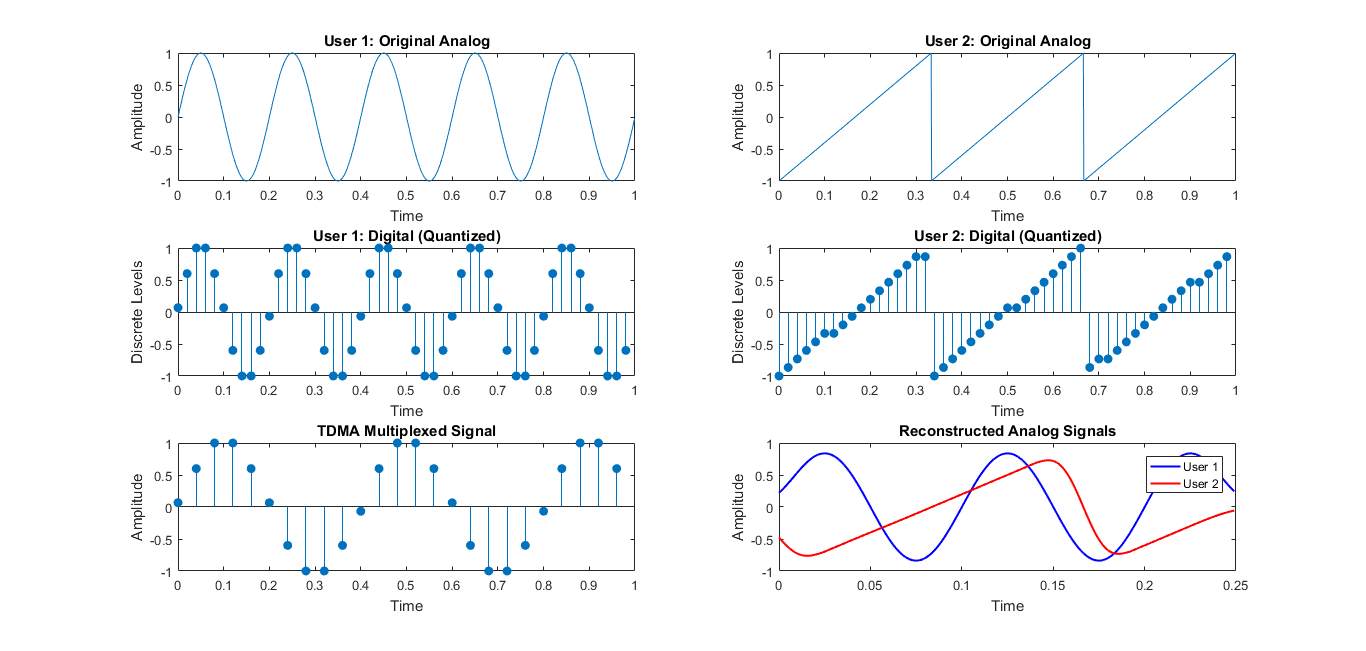 User 1: Original Analog
User 2: Original Analog
Amplitude
1
0.5
0
-0.5
-1
0 0.1 0.2 0.3 0.4 0.5 0.6 0.7 0.8 0.9 1
Time
Amplitude
1
0.5
0
-0.5
-1
0 0.1 0.2 0.3 0.4 0.5 0.6 0.7 0.8 0.9 1
Time
User 1: Digital (Quantized)
User 2: Digital (Quantized)
Discrete Levels
1
0.5
0
-0.5
-1
0 0.1 0.2 0.3 0.4 0.5 0.6 0.7 0.8 0.9 1
Time
Discrete Levels
1
0.5
0
-0.5
-1
0 0.1 0.2 0.3 0.4 0.5 0.6 0.7 0.8 0.9 1
Time
TDMA Multiplexed Signal
Reconstructed Analog Signals
Amplitude
1
0.5
0
-0.5
-1
0 0.1 0.2 0.3 0.4 0.5 0.6 0.7 0.8 0.9 1
Time
Amplitude
1
0.5
0
-0.5
-1
0 0.05 0.1 0.15 0.2 0.25
Time
User 1
User 2